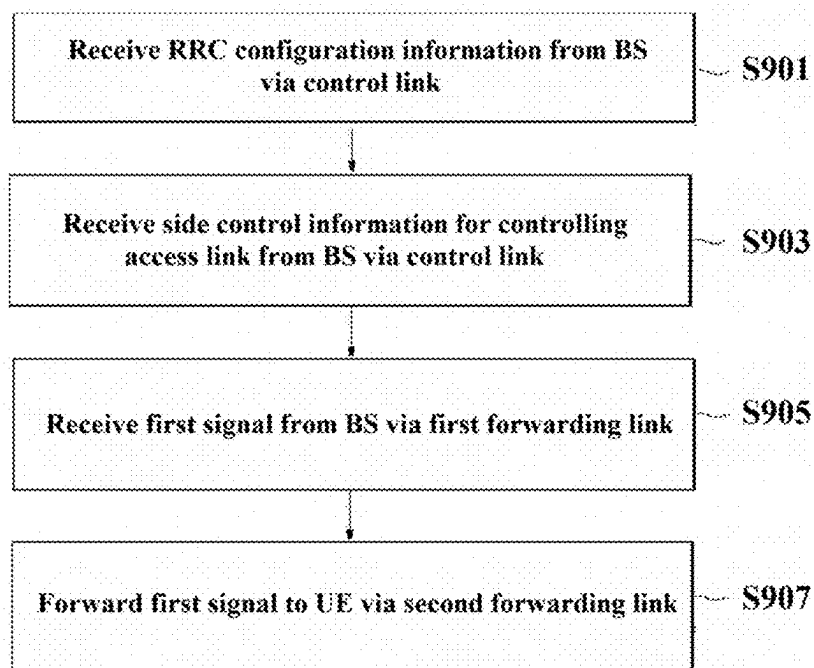 Receive RRC configuration information from BS
via control link
S901
Receive side control information for controlling
access link from BS via control link
S903
Receive first signal from BS via first forwarding link
S905
Forward first signal to UE via second forwarding link
S907